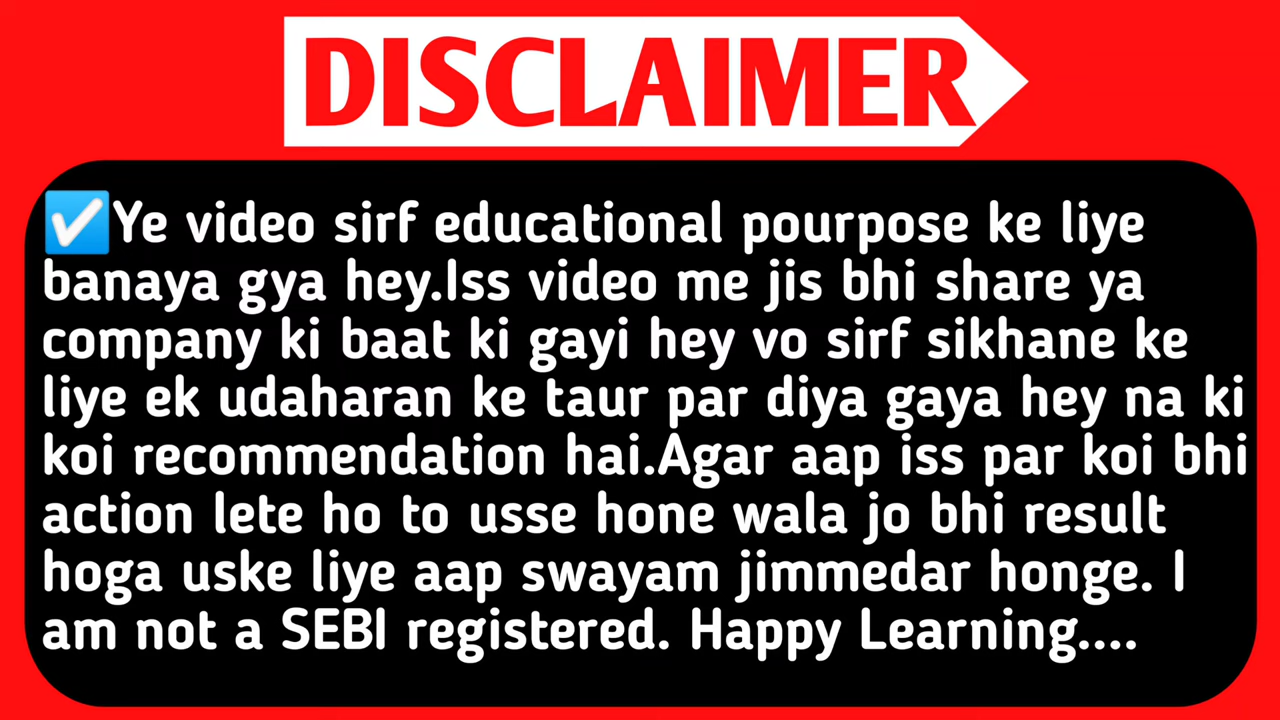 DISCLAIMER
☑Ye video sirf educational pourpose ke liye
banaya gya hey.Iss video me jis bhi share ya
company ki baat ki gayi hey vo sirf sikhane ke
liye ek udaharan ke taur par diya gaya hey na ki
koi recommendation hai.Agar aap iss par koi bhi
action lete ho to usse hone wala jo bhi result
hoga uske liye aap swayam jimmedar honge. I
am not a SEBI registered. Happy Learning....